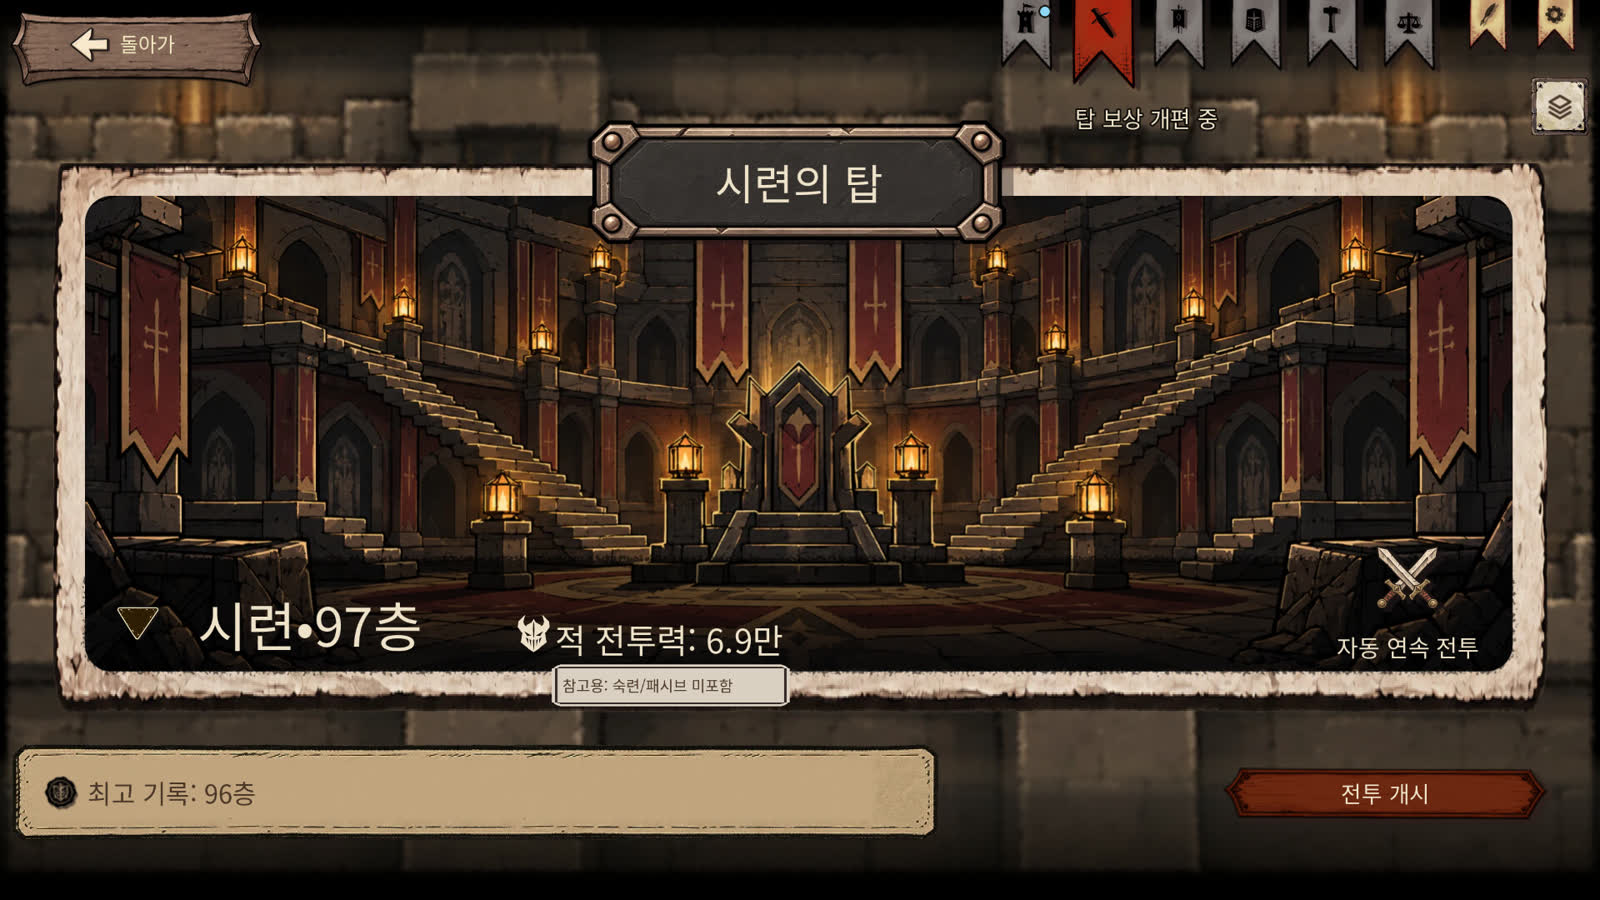 돌아가
탑 보상 개편 중
시련의 탑
시련•97층
적 전투력: 6.9만
참고용: 숙련/패시브 미포함
자동 연속 전투
최고 기록: 96층
전투 개시